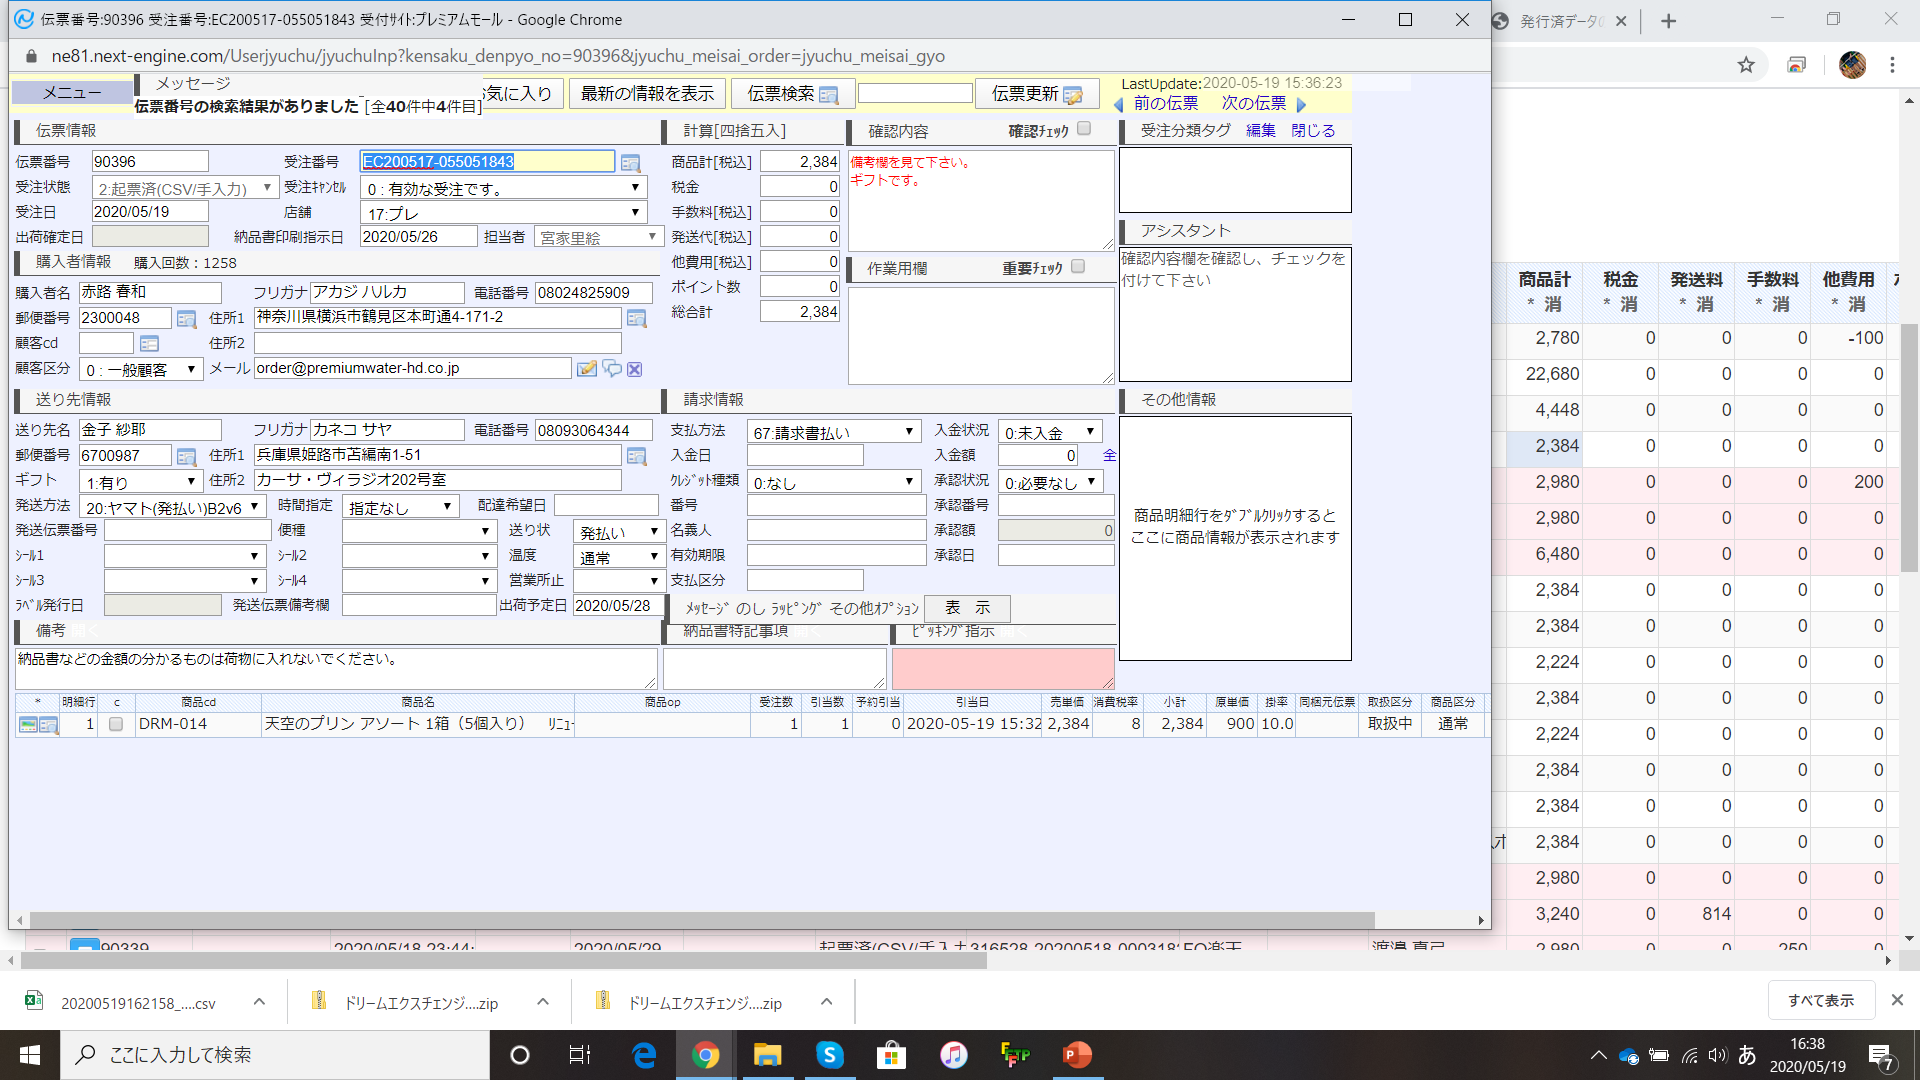 伝票番号:90396 受注番号:EC200517-055051843 受付サイト:プレミアムモール - Google Chrome
発行済データの
ne81.next-engine.com/Userjyuchu/jyuchuInp?kensaku_denpyo_no=90396&jyuchu_meisai_order=jyuchu_meisai_gyo
メニュー メッセージ
伝票番号の検索結果がありました [全40件中4件目]
気に入り 最新の情報を表示 伝票検索 伝票更新 LastUpdate:2020-05-19 15:36:23
前の伝票 次の伝票
伝票情報 計算[四捨五入] 確認内容 確認ﾁｪｯｸ 受注分類タグ 編集 閉じる
伝票番号 90396 受注番号 EC200517-055051843 商品計[税込] 2,384 備考欄を見て下さい。
ギフトです。
受注状態 2:起票済(CSV/手入力) 受注ｷｬﾝｾﾙ 0 : 有効な受注です。 税金 0
受注日 2020/05/19 店舗 17:プレ 手数料[税込] 0
出荷確定日 納品書印刷指示日 2020/05/26 担当者 宮家里絵 発送代[税込] 0 アシスタント
購入者情報 購入回数 : 1258 他費用[税込] 0 作業用欄 重要ﾁｪｯｸ 確認内容欄を確認し、チェックを
付けて下さい
購入者名 赤路 春和 フリガナ アカジ ハルカ 電話番号 08024825909 ポイント数 0
郵便番号 2300048 住所1 神奈川県横浜市鶴見区本町通4-171-2 総合計 2,384
顧客cd 住所2
顧客区分 0 : 一般顧客 メール order@premiumwater-hd.co.jp
送り先情報 請求情報 その他情報
送り先名 金子 紗耶 フリガナ カネコ サヤ 電話番号 08093064344 支払方法 67:請求書払い 入金状況 0:未入金
郵便番号 6700987 住所1 兵庫県姫路市苫編南1-51 入金日 入金額 0 全
ギフト 1:有り 住所2 カーサ・ヴィラジオ202号室 ｸﾚｼﾞｯﾄ種類 0:なし 承認状況 0:必要なし
発送方法 20:ヤマト(発払い)B2v6 時間指定 指定なし 配達希望日 番号 承認番号
発送伝票番号 便種 送り状 発払い 名義人 承認額 0
ｼｰﾙ1 ｼｰﾙ2 温度 通常 有効期限 承認日
ｼｰﾙ3 ｼｰﾙ4 営業所止 支払区分
商品明細行をﾀﾞﾌﾞﾙｸﾘｯｸすると
ここに商品情報が表示されます
ﾗﾍﾞﾙ発行日 発送伝票備考欄 出荷予定日 2020/05/28 ﾒｯｾｰｼﾞ のし ﾗｯﾋﾟﾝｸﾞ その他ｵﾌﾟｼｮﾝ 表 示
備考 納品書特記事項 ﾋﾟｯｷﾝｸﾞ指示
納品書などの金額の分かるものは荷物に入れないでください。
* 明細行 c 商品cd 商品名 商品op 受注数 引当数 予約引当 引当日 売単価 消費税率 小計 原単価 掛率 同梱元伝票 取扱区分 商品区分
1 DRM-014 天空のプリン アソート 1箱（5個入り） ﾘﾆｭｰ 1 1 0 2020-05-19 15:32 2,384 8 2,384 900 10.0 取扱中 通常
商品計 税金 発送料 手数料 他費用
* 消 * 消 * 消 * 消 * 消
2,780 0 0 0 -100
22,680 0 0 0 0
4,448 0 0 0 0
2,384 0 0 0 0
2,980 0 0 0 200
2,980 0 0 0 0
6,480 0 0 0 0
2,384 0 0 0 0
2,384 0 0 0 0
2,224 0 0 0 0
2,384 0 0 0 0
2,224 0 0 0 0
2,384 0 0 0 0
2,384 0 0 0 0
2,384 0 0 0 0
2,980 0 0 0 0
3,240 0 814 0 0
90339 2020/05/18 23:44: 2020/05/29 起票済(CSV/手入力 316528-20200518-000318 EO楽天 渡邉 真弓 2,980 0 0 250 0
20200519162158_....csv ドリームエクスチェンジ....zip ドリームエクスチェンジ....zip すべて表示
ここに入力して検索 あ 16:38
2020/05/19 7